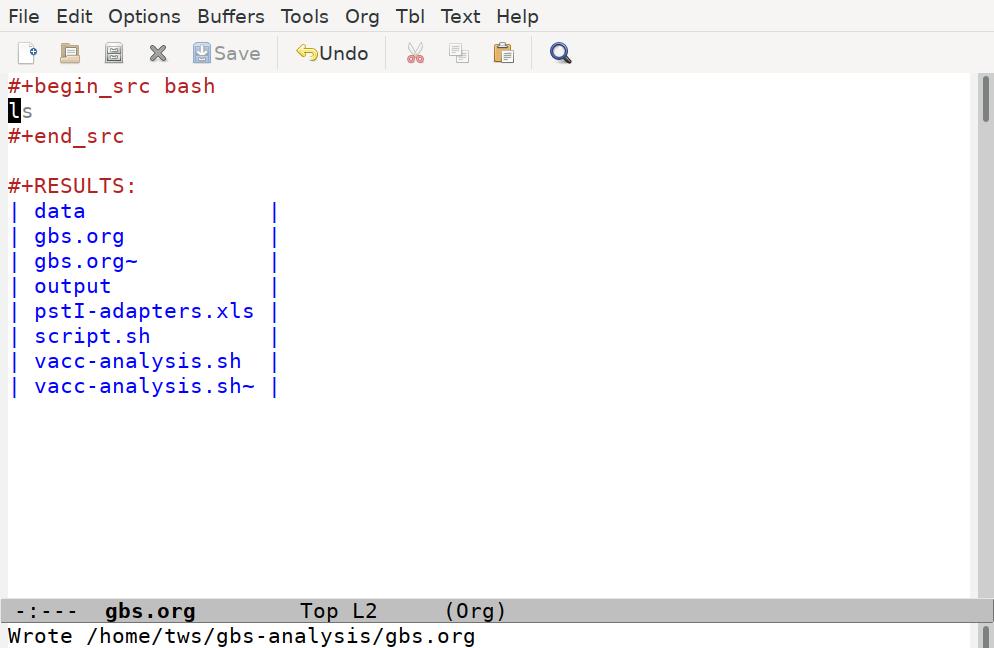 File Edit Options Buffers Tools Org Tbl Text Help
Save Undo
#+begin_src bash
ls
#+end_src
#+RESULTS:
| data              |
| gbs.org           |
| gbs.org~          |
| output            |
| pstI-adapters.xls |
| script.sh         |
| vacc-analysis.sh  |
| vacc-analysis.sh~ |
-:--- gbs.org Top L2 (Org)
Wrote /home/tws/gbs-analysis/gbs.org